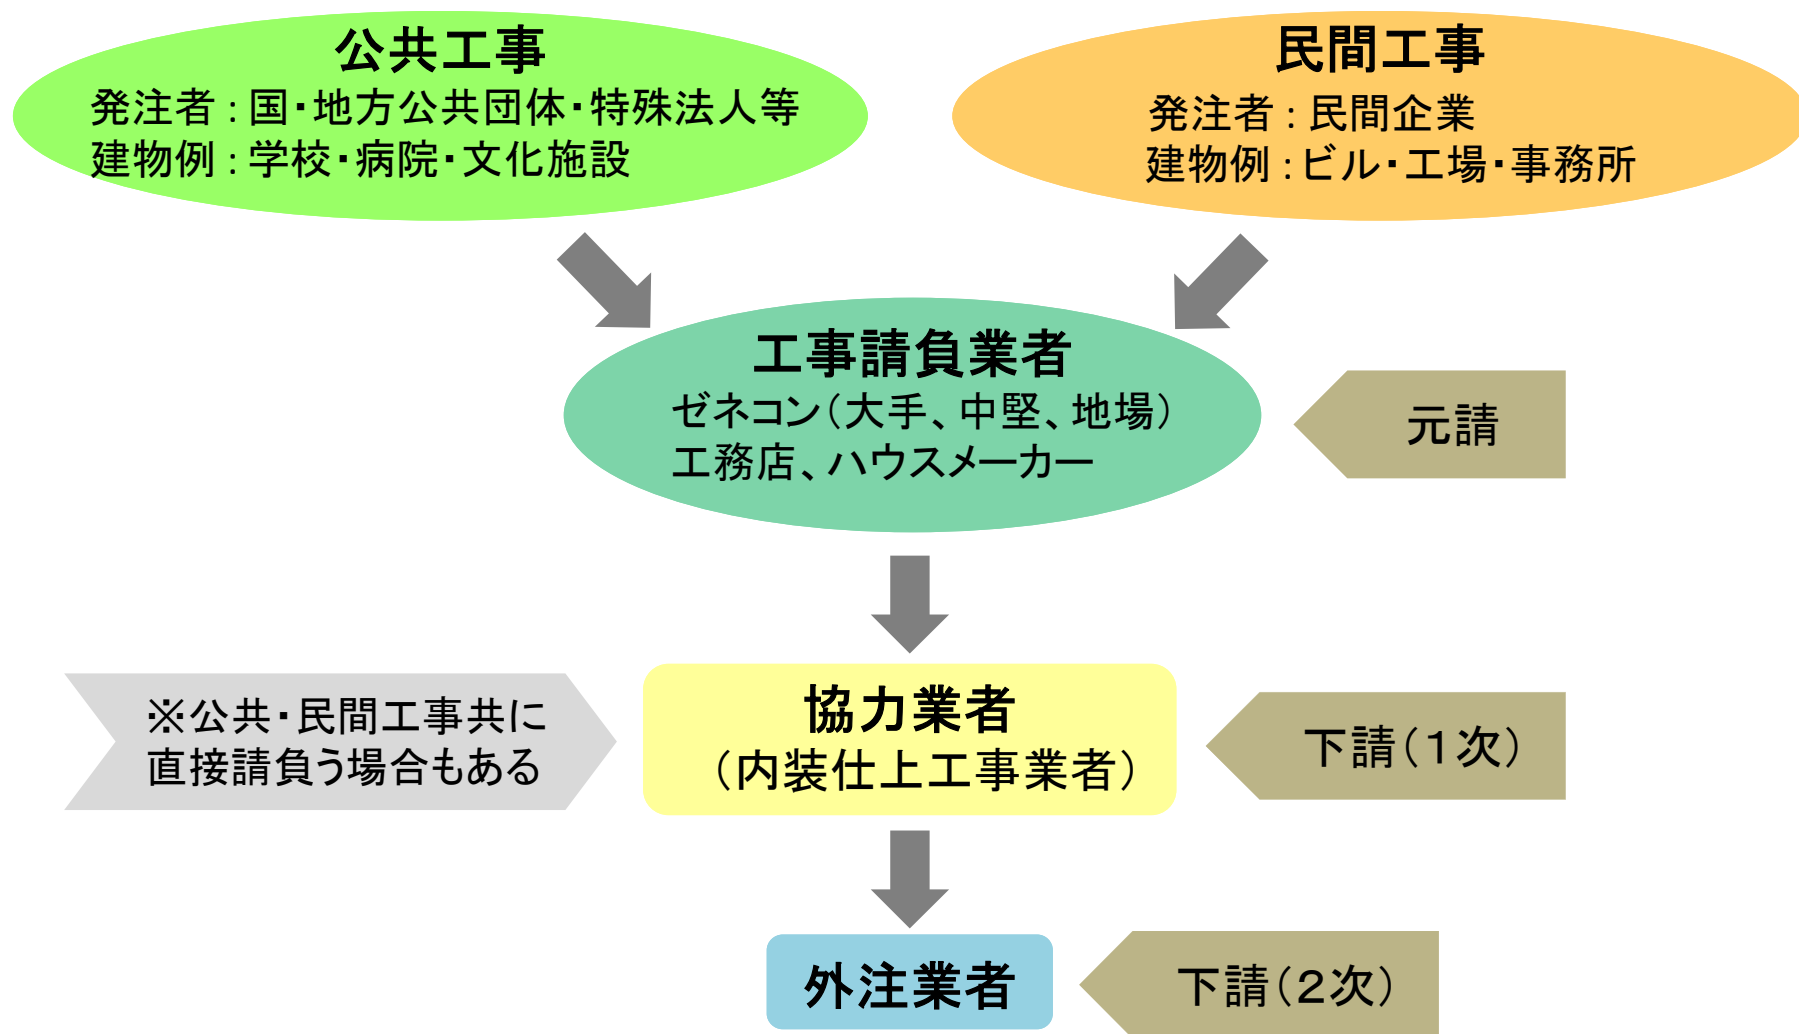 公共工事
発注者:国・地方公共団体・特殊法人等
建物例:学校・病院・文化施設
民間工事
発注者:民間企業
建物例:ビル・工場・事務所
工事請負業者
ゼネコン(大手、中堅、地場)
工務店、ハウスメーカー
元請
※公共・民間工事共に
直接請負う場合もある
協力業者
(内装仕上工事業者)
下請(1次)
外注業者
下請(2次)